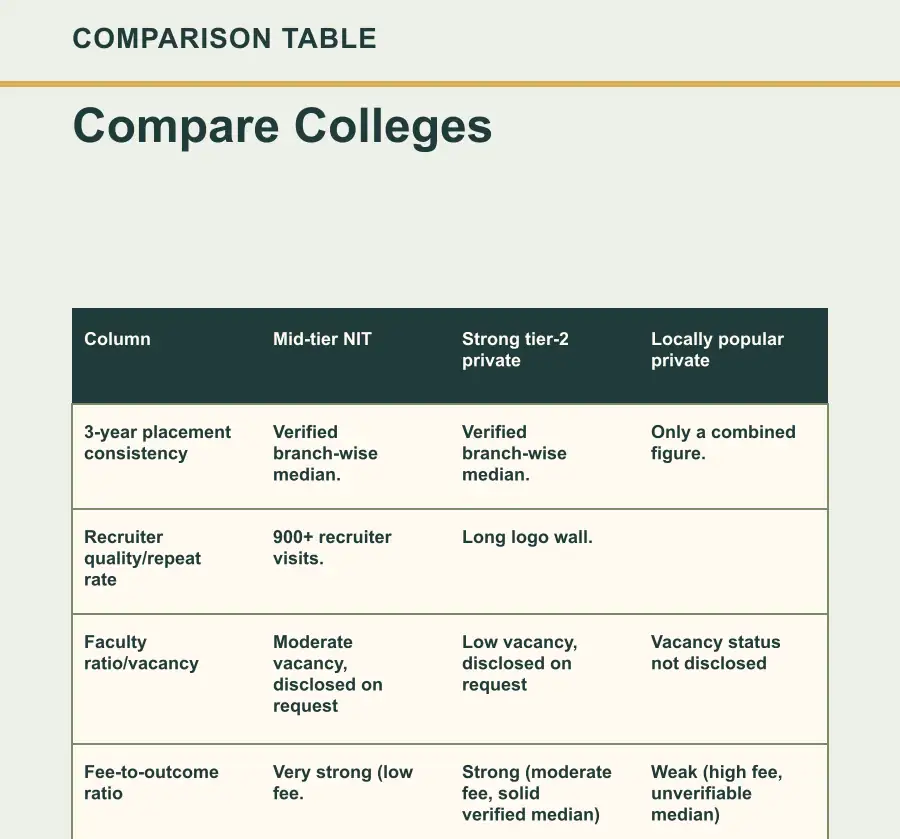 COMPARISON TABLE
Compare Colleges
Column
Mid-tier NIT
Strong tier-2
private
Locally popular
private
3-year placement
consistency
Verified
branch-wise
median.
Verified
branch-wise
median.
Only a combined
figure.
Recruiter
quality/repeat
rate
900+ recruiter
visits.
Long logo wall.
Faculty
ratio/vacancy
Moderate
vacancy,
disclosed on
request
Low vacancy,
disclosed on
request
Vacancy status
not disclosed
Fee-to-outcome
ratio
Very strong (low
fee.
Strong (moderate
fee, solid
verified median)
Weak (high fee,
unverifiable
median)